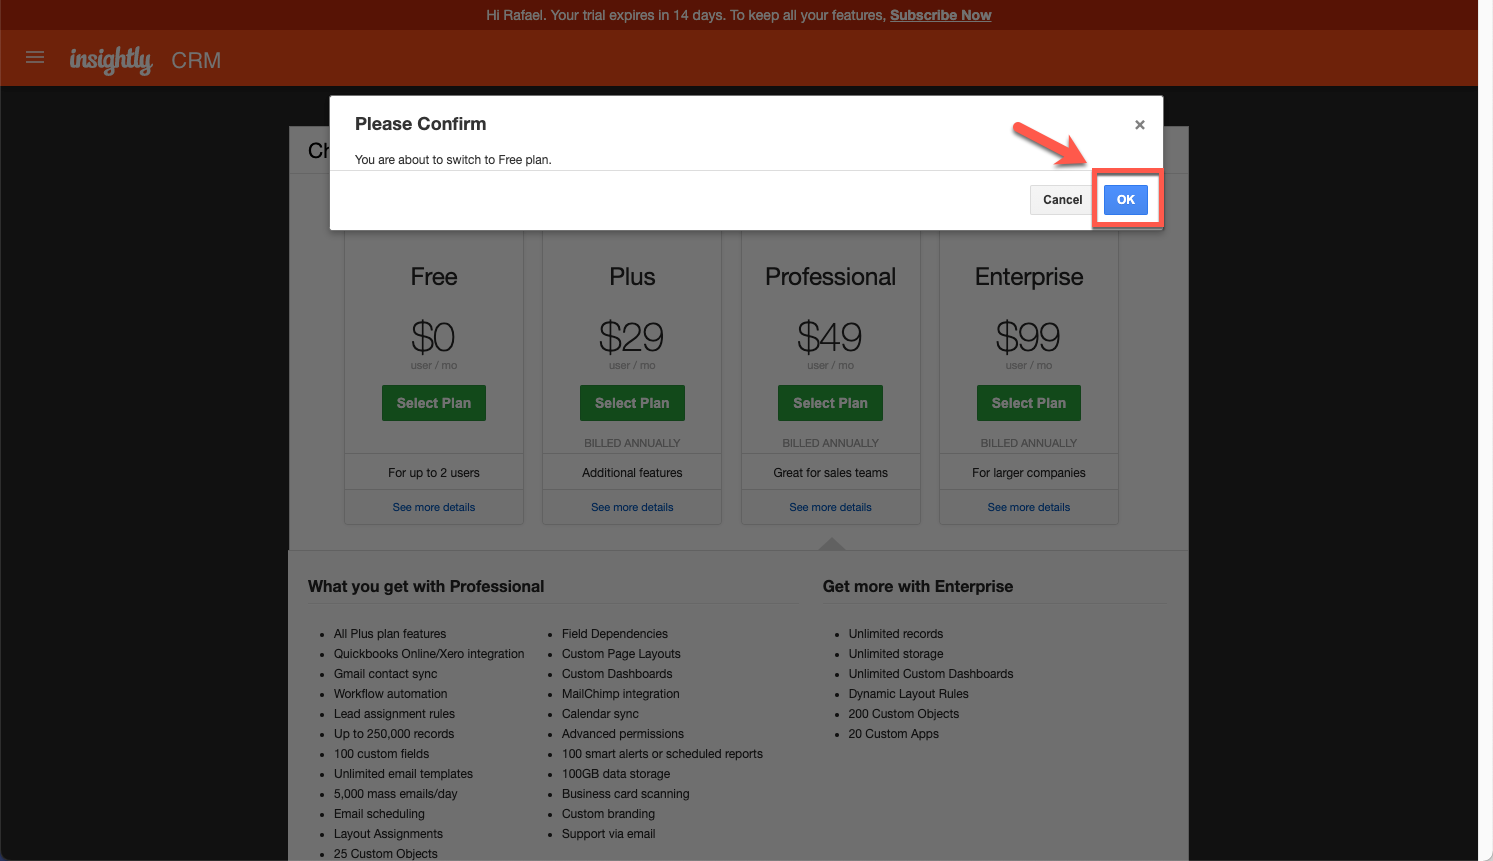 Hi Rafael. Your trial expires in 14 days. To keep all your features, Subscribe Now
insightly CRM
Please Confirm
×
You are about to switch to Free plan.
Cancel OK
Free Plus Professional Enterprise
$0 $29 $49 $99
user / mo user / mo user / mo user / mo
Select Plan Select Plan Select Plan Select Plan
BILLED ANNUALLY BILLED ANNUALLY BILLED ANNUALLY
For up to 2 users Additional features Great for sales teams For larger companies
See more details See more details See more details See more details
What you get with Professional
All Plus plan features
Quickbooks Online/Xero integration
Gmail contact sync
Workflow automation
Lead assignment rules
Up to 250,000 records
100 custom fields
Unlimited email templates
5,000 mass emails/day
Email scheduling
Layout Assignments
25 Custom Objects
Field Dependencies
Custom Page Layouts
Custom Dashboards
MailChimp integration
Calendar sync
Advanced permissions
100 smart alerts or scheduled reports
100GB data storage
Business card scanning
Custom branding
Support via email
Get more with Enterprise
Unlimited records
Unlimited storage
Unlimited Custom Dashboards
Dynamic Layout Rules
200 Custom Objects
20 Custom Apps